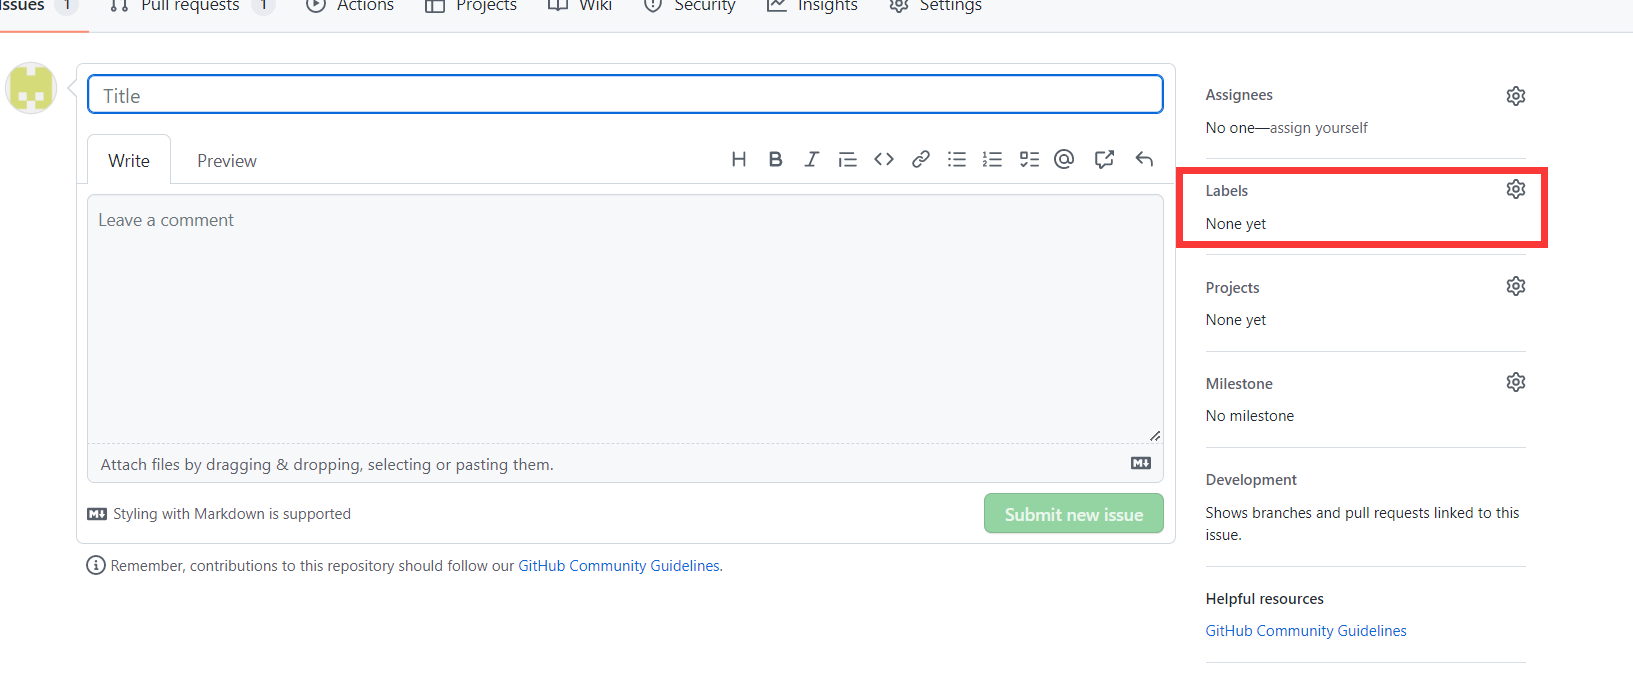 Issues 1 Pull requests 1 Actions Projects Wiki Security Insights Settings
Title
Write Preview
Leave a comment
Attach files by dragging & dropping, selecting or pasting them.
Styling with Markdown is supported
Submit new issue
Remember, contributions to this repository should follow our GitHub Community Guidelines.
Assignees
No one—assign yourself
Labels
None yet
Projects
None yet
Milestone
No milestone
Development
Shows branches and pull requests linked to this
issue.
Helpful resources
GitHub Community Guidelines